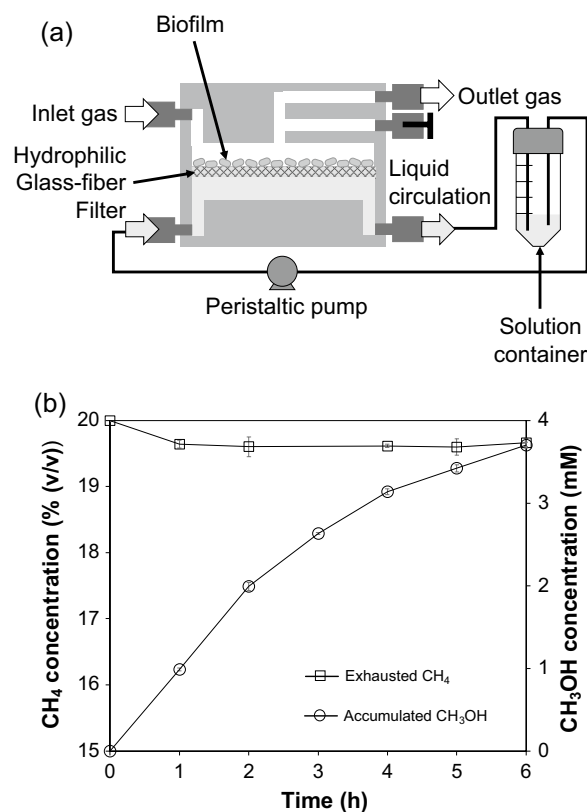 (a)
Biofilm
Inlet gas
Outlet gas
Hydrophilic
Glass-fiber
Filter
Liquid
circulation
Peristaltic pump
Solution
container
(b)
CH₄ concentration (% (v/v))
20
19
18
17
16
15
4
3
2
1
0
CH₃OH concentration (mM)
Exhausted CH₄
Accumulated CH₃OH
0 1 2 3 4 5 6
Time (h)